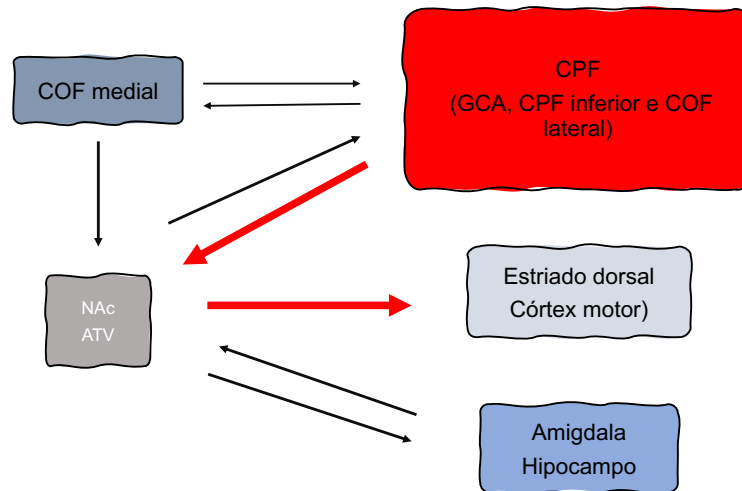 COF medial
CPF
(GCA, CPF inferior e COF
lateral)
NAc
ATV
Estriado dorsal
Córtex motor)
Amigdala
Hipocampo